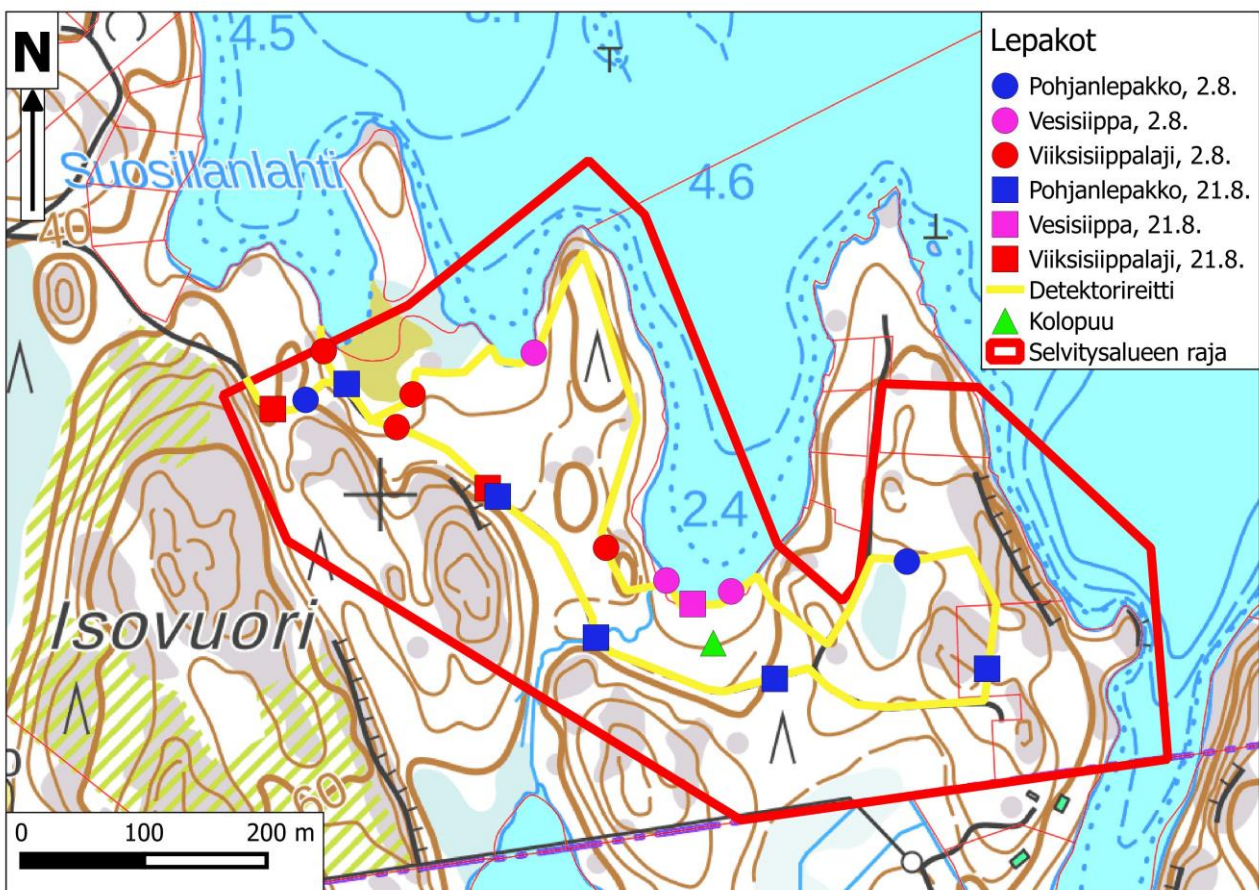 N
4.5
Suosillanlahti
40
4.6
2.4
Isovuori
60
0 100 200 m
Lepakot
Pohjanlepakko, 2.8.
Vesisiippa, 2.8.
Viiksisiippalaji, 2.8.
Pohjanlepakko, 21.8.
Vesisiippa, 21.8.
Viiksisiippalaji, 21.8.
Detektorireitti
Kolopuu
Selvitysalueen raja